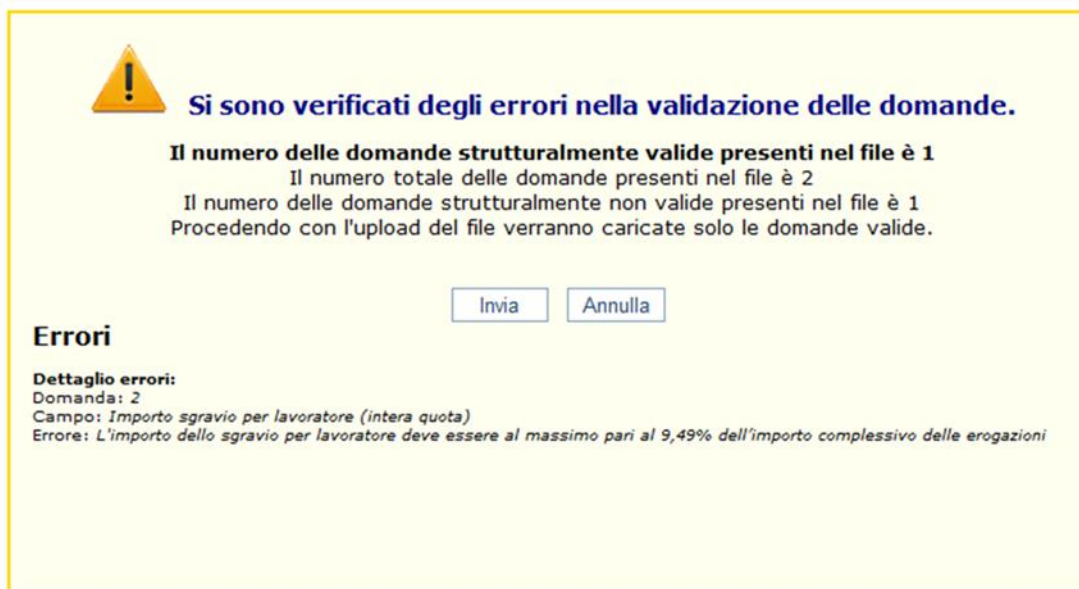 Si sono verificati degli errori nella validazione delle domande.
Il numero delle domande strutturalmente valide presenti nel file è 1
Il numero totale delle domande presenti nel file è 2
Il numero delle domande strutturalmente non valide presenti nel file è 1
Procedendo con l'upload del file verranno caricate solo le domande valide.
Invia Annulla
Errori
Dettaglio errori:
Domanda: 2
Campo: Importo sgravio per lavoratore (intera quota)
Errore: L'importo dello sgravio per lavoratore deve essere al massimo pari al 9,49% dell'importo complessivo delle erogazioni